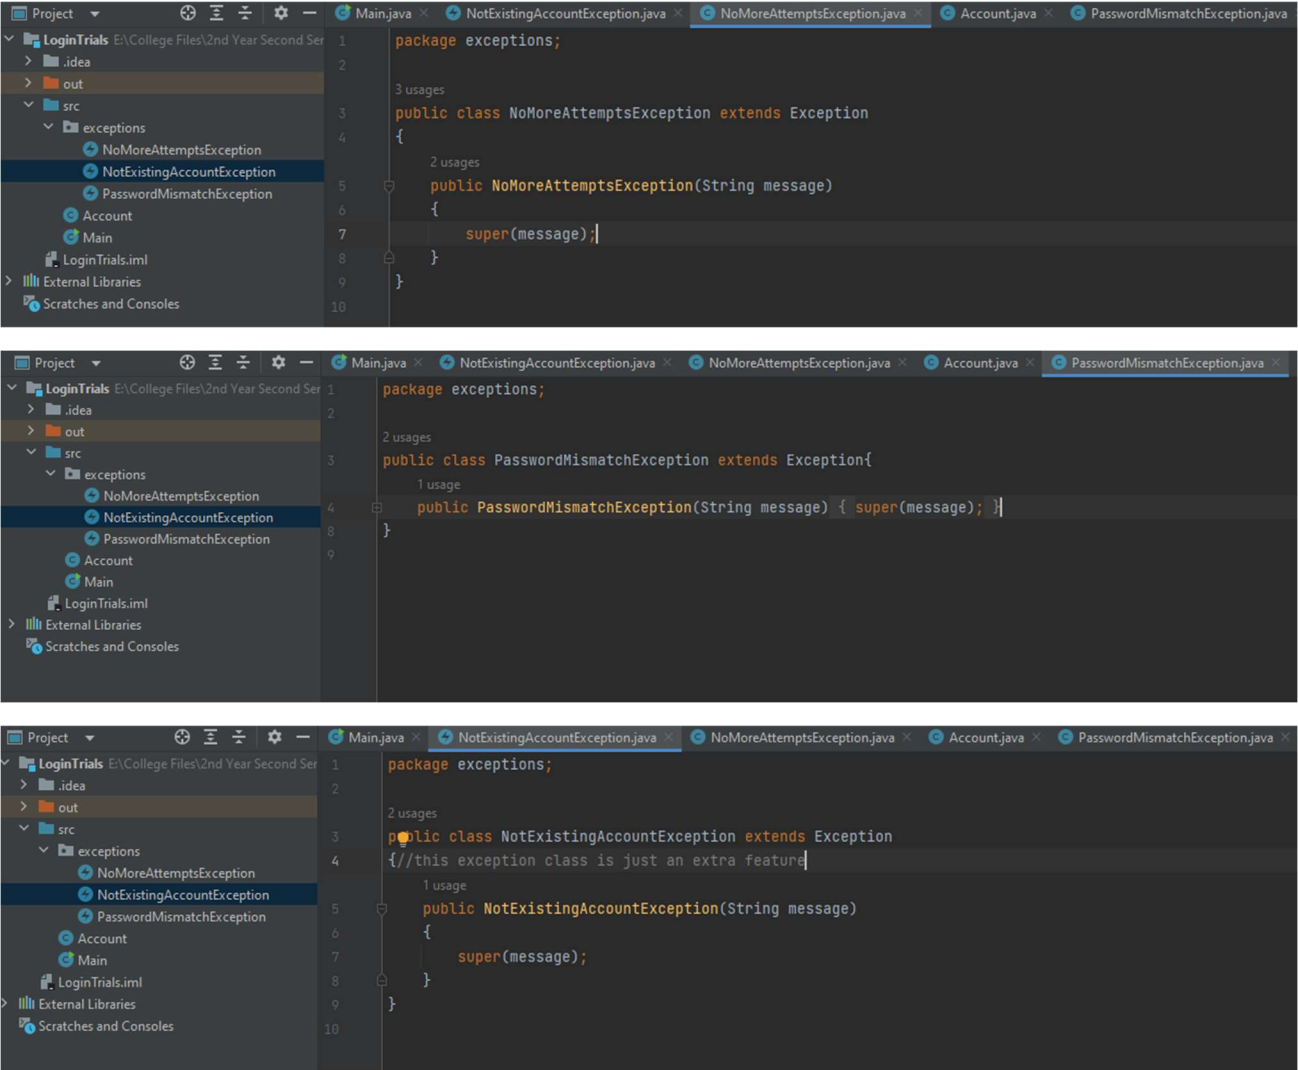 Project
Main.java
NotExistingAccountException.java
NoMoreAttemptsException.java
Account.java
PasswordMismatchException.java
LoginTrials E:\College Files\2nd Year Second Ser
.idea
out
src
exceptions
NoMoreAttemptsException
NotExistingAccountException
PasswordMismatchException
Account
Main
LoginTrials.iml
External Libraries
Scratches and Consoles
1 package exceptions;
2
3 usages
3 public class NoMoreAttemptsException extends Exception
4 {
2 usages
5 public NoMoreAttemptsException(String message)
6 {
7 super(message);
8 }
9 }
10
Project
Main.java
NotExistingAccountException.java
NoMoreAttemptsException.java
Account.java
PasswordMismatchException.java
LoginTrials E:\College Files\2nd Year Second Ser
.idea
out
src
exceptions
NoMoreAttemptsException
NotExistingAccountException
PasswordMismatchException
Account
Main
LoginTrials.iml
External Libraries
Scratches and Consoles
1 package exceptions;
2
2 usages
3 public class PasswordMismatchException extends Exception{
1 usage
4 public PasswordMismatchException(String message) { super(message); }
8 }
9
Project
Main.java
NotExistingAccountException.java
NoMoreAttemptsException.java
Account.java
PasswordMismatchException.java
LoginTrials E:\College Files\2nd Year Second Ser
.idea
out
src
exceptions
NoMoreAttemptsException
NotExistingAccountException
PasswordMismatchException
Account
Main
LoginTrials.iml
External Libraries
Scratches and Consoles
1 package exceptions;
2
2 usages
3 public class NotExistingAccountException extends Exception
4 {//this exception class is just an extra feature
1 usage
5 public NotExistingAccountException(String message)
6 {
7 super(message);
8 }
9 }
10